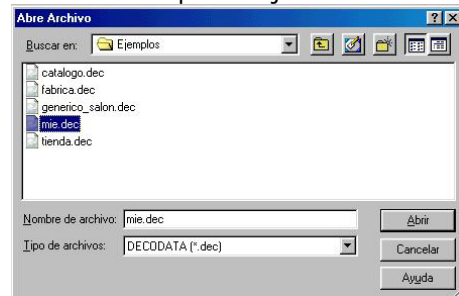 Abre Archivo
Buscar en: Ejemplos
catalogo.dec
fabrica.dec
generico_salon.dec
mie.dec
tienda.dec
Nombre de archivo: mie.dec Abrir
Tipo de archivos: DECODATA (*.dec) Cancelar
Ayuda